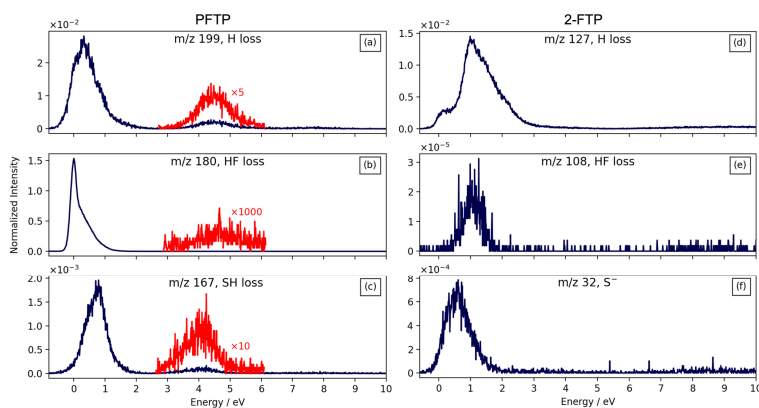 PFTP
2-FTP
×10⁻²
m/z 199, H loss
(a)
×5
2
1
0
×10⁻²
m/z 127, H loss
(d)
1.5
1.0
0.5
0.0
m/z 180, HF loss
(b)
×1000
1.5
1.0
0.5
0.0
Normalized Intensity
×10⁻⁵
m/z 108, HF loss
(e)
3
2
1
0
×10⁻³
m/z 167, SH loss
(c)
×10
2.0
1.5
1.0
0.5
0.0
0 1 2 3 4 5 6 7 8 9 10
Energy / eV
×10⁻⁴
m/z 32, S⁻
(f)
8
6
4
2
0
0 1 2 3 4 5 6 7 8 9 10
Energy / eV